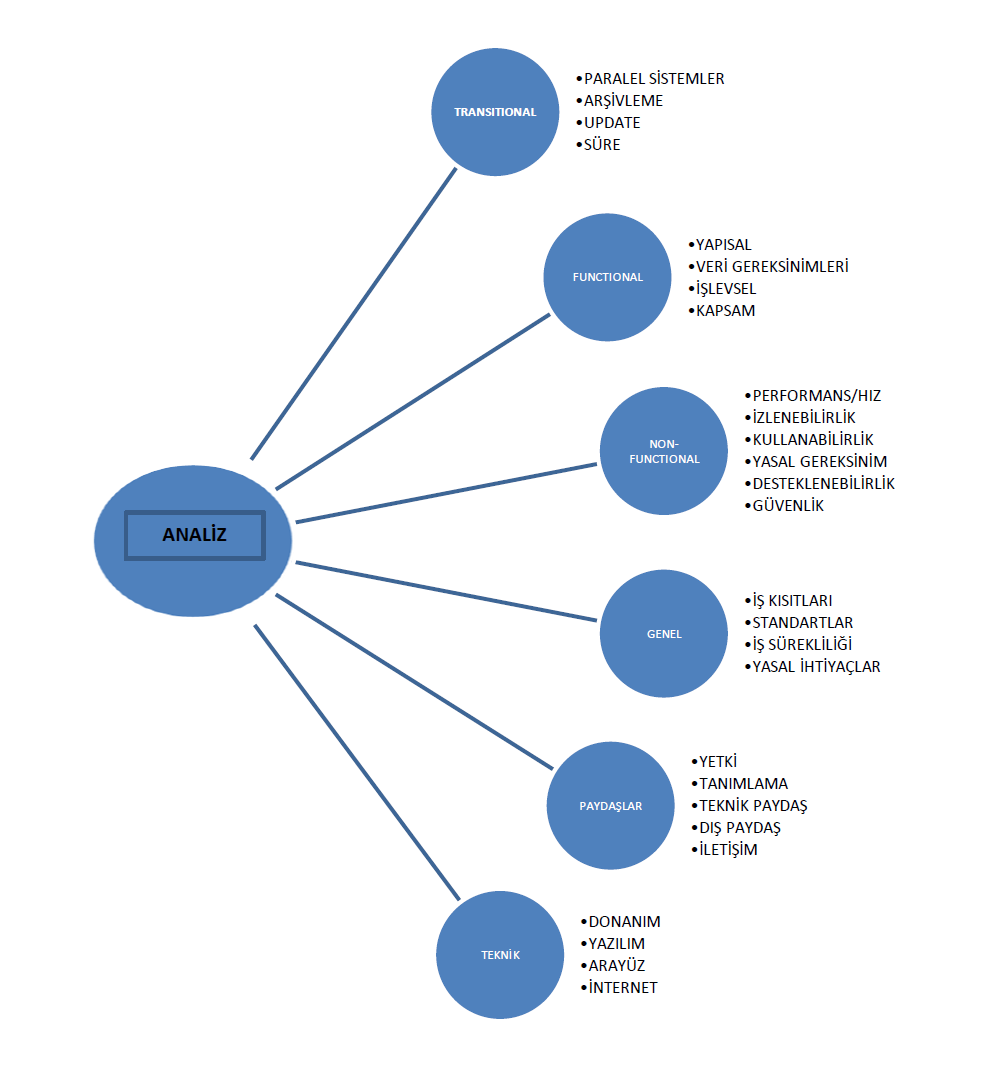 TRANSITIONAL
•PARALEL SİSTEMLER
•ARŞİVLEME
•UPDATE
•SÜRE
FUNCTIONAL
•YAPISAL
•VERİ GEREKSİNİMLERİ
•İŞLEVSEL
•KAPSAM
NON-
FUNCTIONAL
•PERFORMANS/HIZ
•İZLENEBİLİRLİK
•KULLANABİLİRLİK
•YASAL GEREKSİNİM
•DESTEKLENEBİLİRLİK
•GÜVENLİK
ANALİZ
GENEL
•İŞ KISITLARI
•STANDARTLAR
•İŞ SÜREKLİLİĞİ
•YASAL İHTİYAÇLAR
PAYDAŞLAR
•YETKİ
•TANIMLAMA
•TEKNİK PAYDAŞ
•DIŞ PAYDAŞ
•İLETİŞİM
TEKNİK
•DONANIM
•YAZILIM
•ARAYÜZ
•İNTERNET